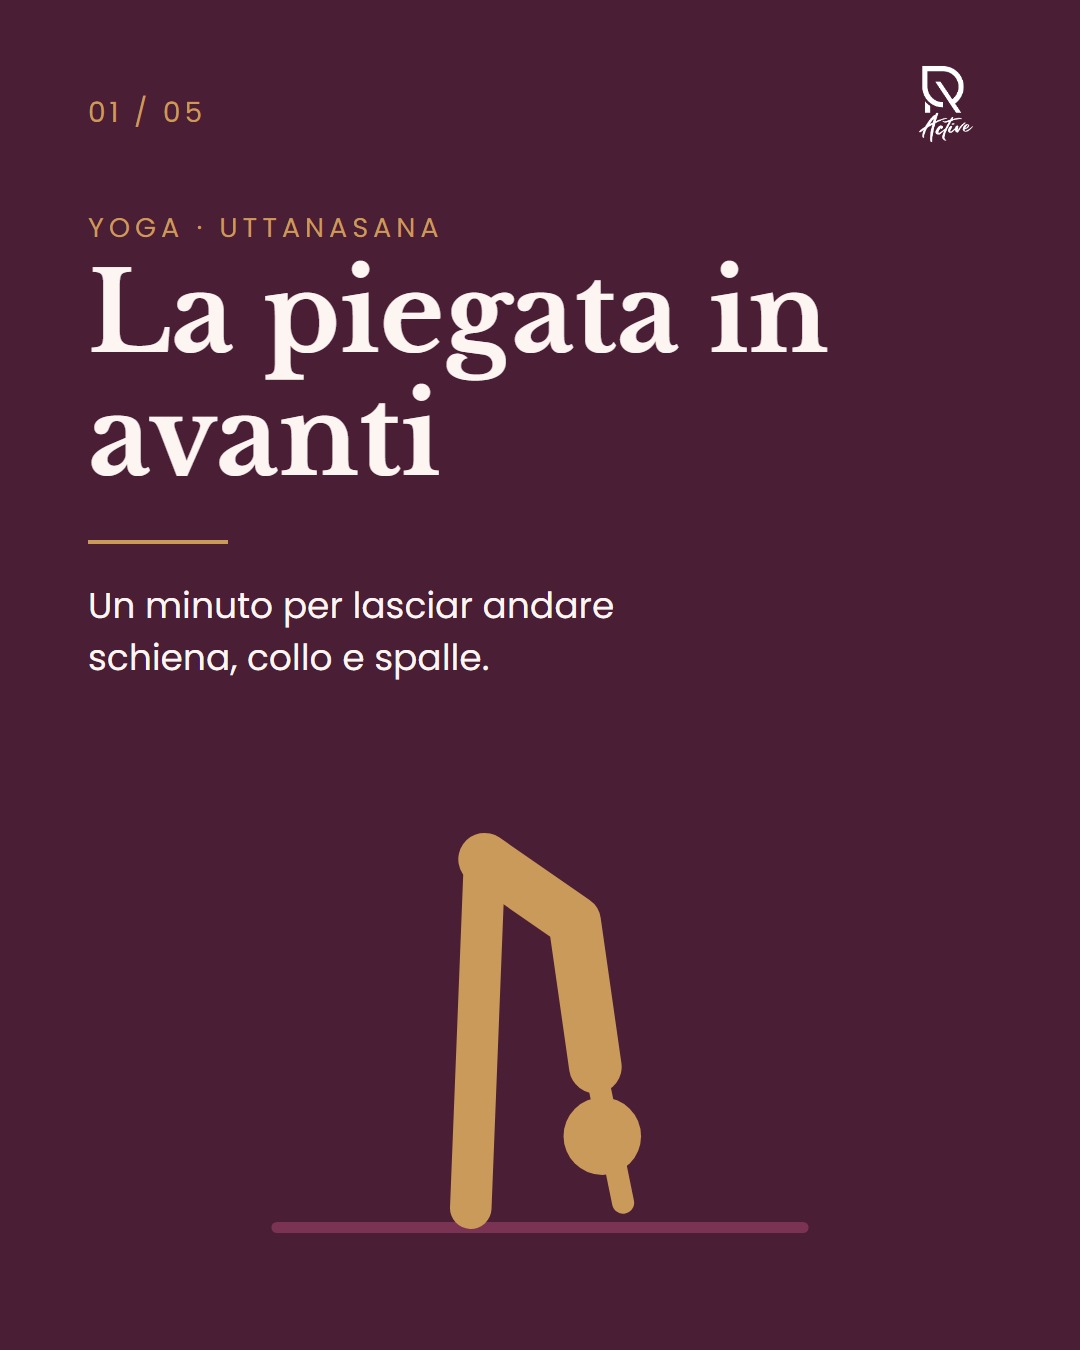 01 / 05
Active
YOGA · UTTANASANA
La piegata in
avanti
Un minuto per lasciar andare
schiena, collo e spalle.